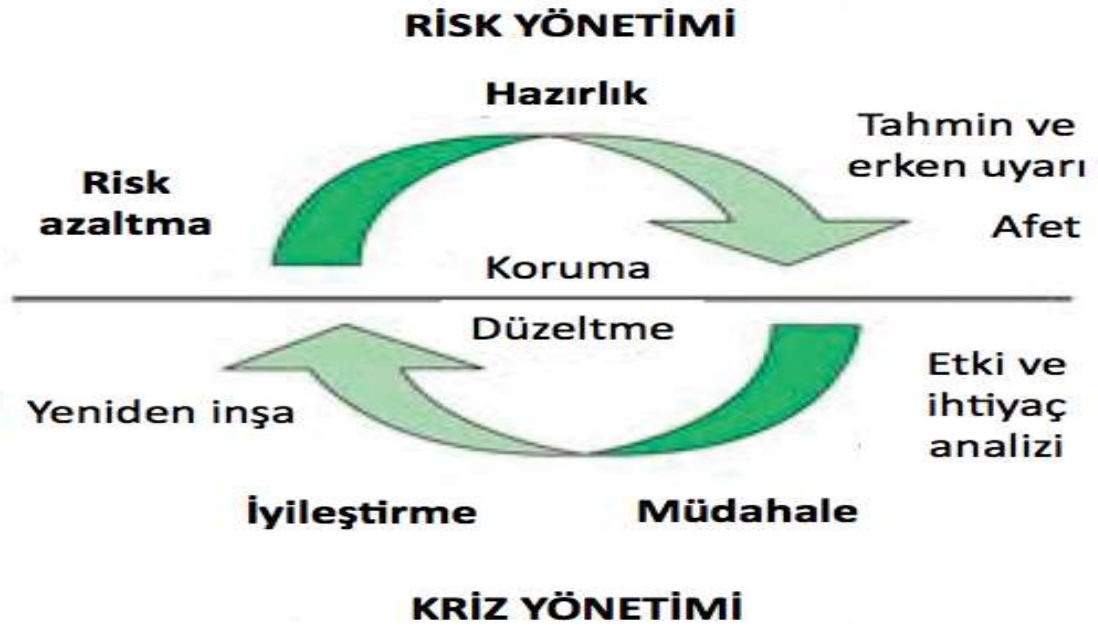 RİSK YÖNETİMİ
Hazırlık
Tahmin ve
erken uyarı
Risk
azaltma
Afet
Koruma
Düzeltme
Etki ve
ihtiyaç
analizi
Yeniden inşa
İyileştirme
Müdahale
KRİZ YÖNETİMİ